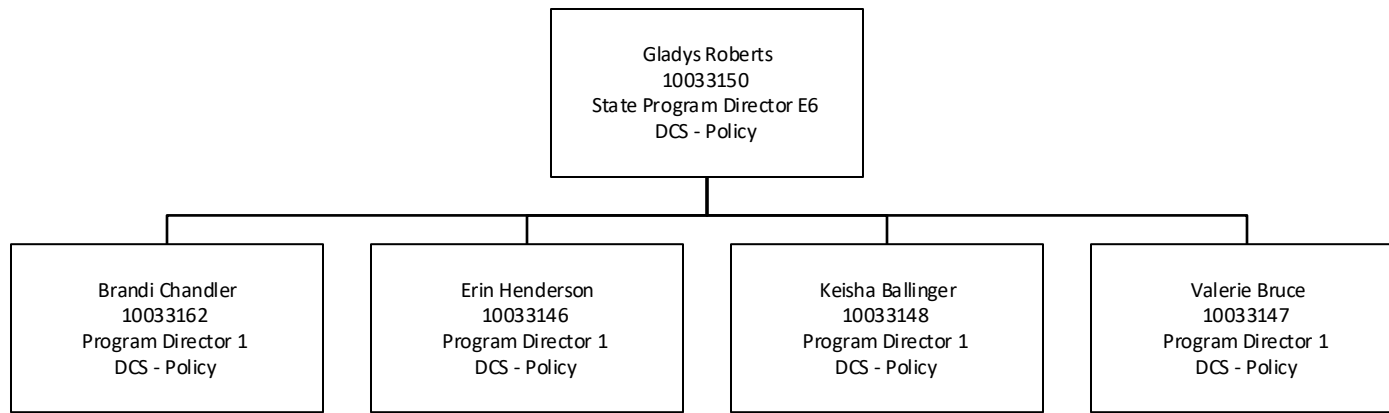 Gladys Roberts
10033150
State Program Director E6
DCS - Policy
Brandi Chandler
10033162
Program Director 1
DCS - Policy
Erin Henderson
10033146
Program Director 1
DCS - Policy
Keisha Ballinger
10033148
Program Director 1
DCS - Policy
Valerie Bruce
10033147
Program Director 1
DCS - Policy